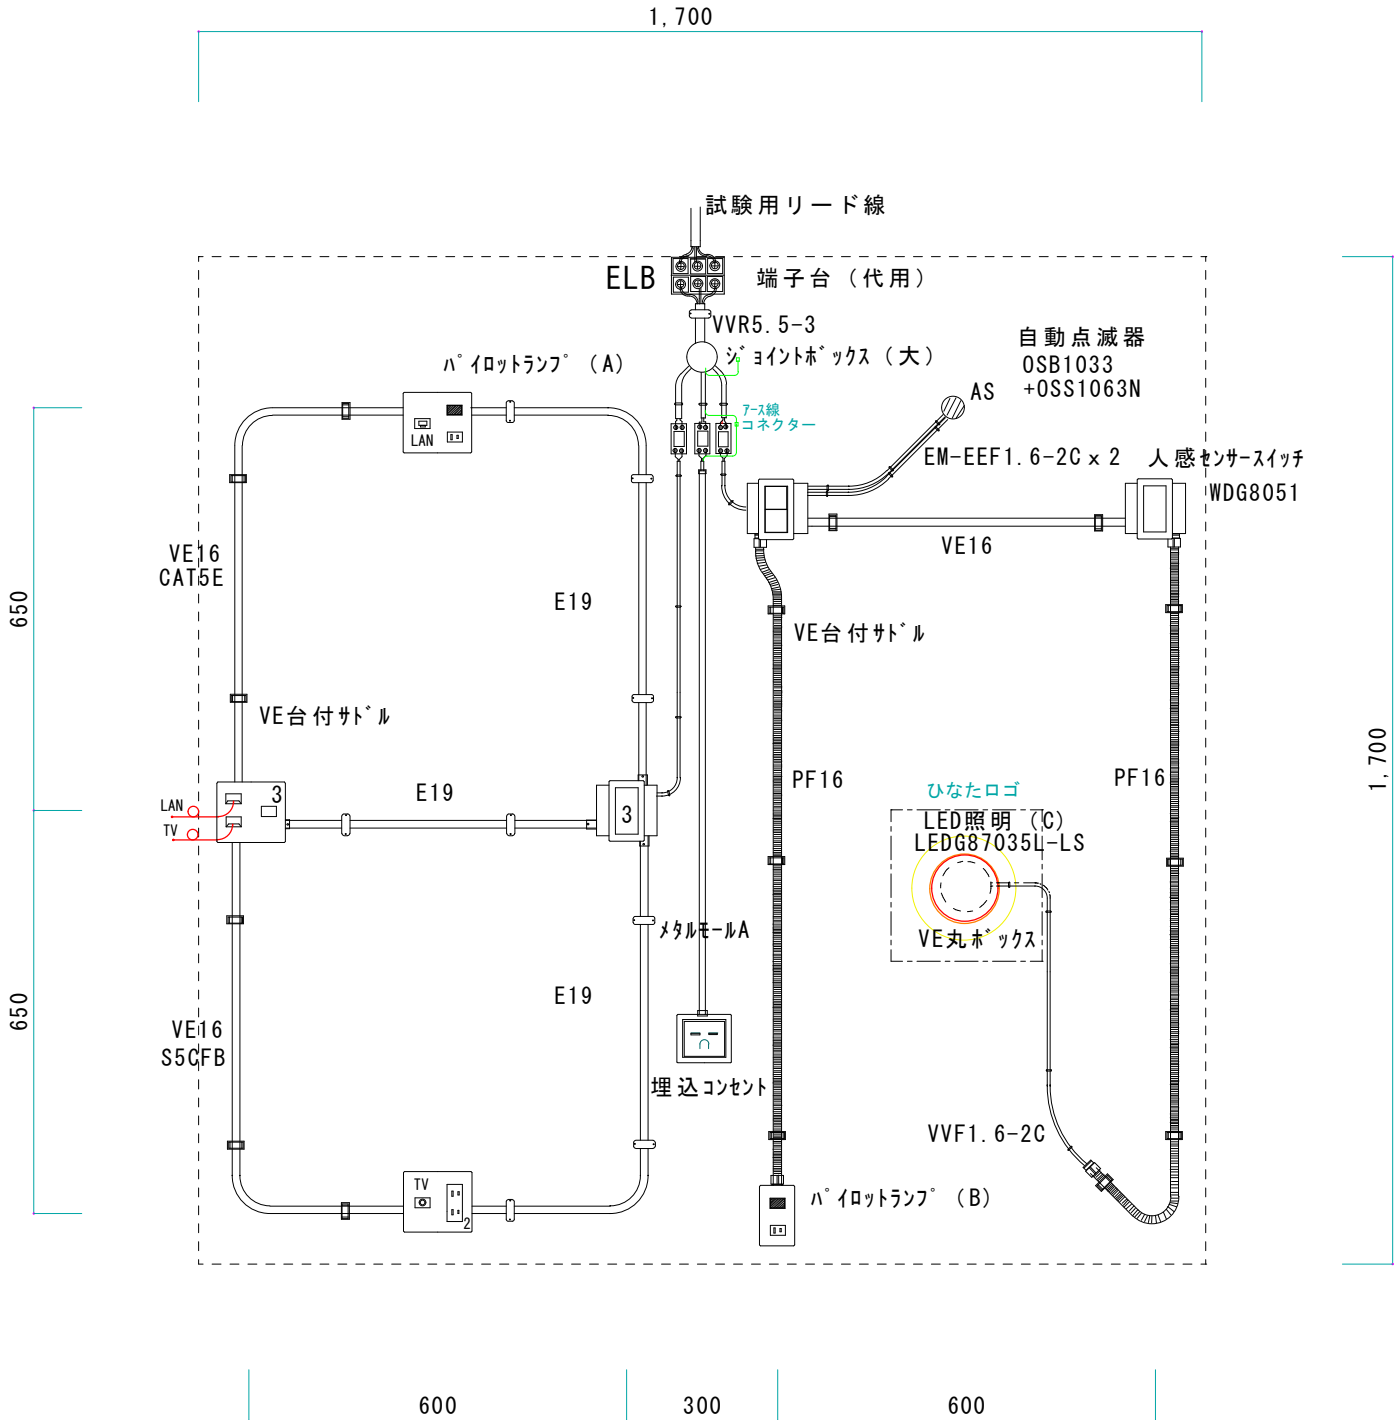 1,700
試験用リード線
ELB
端子台（代用）
VVR5.5-3
ｼﾞｮｲﾝﾄﾎﾞｯｸｽ（大）
自動点滅器
OSB1033
+OSS1063N
ﾊﾟｲﾛｯﾄﾗﾝﾌﾟ（A）
AS
ｱｰｽ線
コネクター
LAN
EM-EEF1.6-2C x 2
人感ｾﾝｻｰｽｲｯﾁ
WDG8051
VE16
CAT5E
VE16
E19
650
VE台付ｻﾄﾞﾙ
VE台付ｻﾄﾞﾙ
1,700
PF16
PF16
E19
3
3
LAN
TV
ひなたロゴ
LED照明（C）
LEDG87035L-LS
VE丸ﾎﾞｯｸｽ
ﾒﾀﾙﾓｰﾙA
E19
650
VE16
S5CFB
埋込ｺﾝｾﾝﾄ
VVF1.6-2C
TV
2
ﾊﾟｲﾛｯﾄﾗﾝﾌﾟ（B）
600
300
600